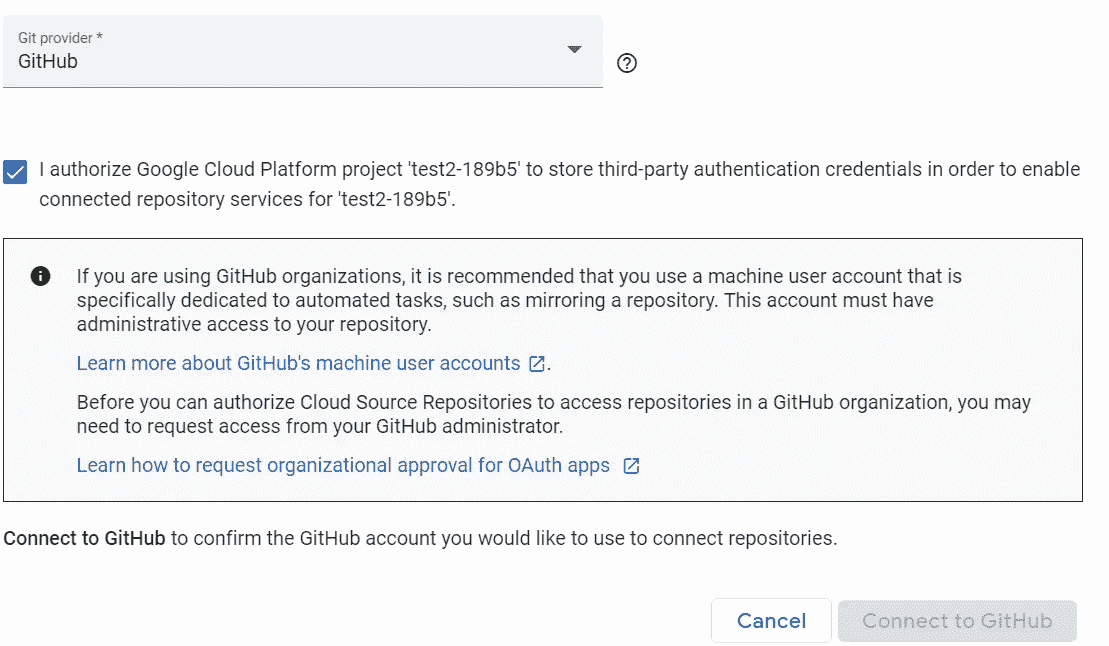 Git provider *
GitHub
I authorize Google Cloud Platform project 'test2-189b5' to store third-party authentication credentials in order to enable
connected repository services for 'test2-189b5'.
If you are using GitHub organizations, it is recommended that you use a machine user account that is
specifically dedicated to automated tasks, such as mirroring a repository. This account must have
administrative access to your repository.
Learn more about GitHub's machine user accounts.
Before you can authorize Cloud Source Repositories to access repositories in a GitHub organization, you may
need to request access from your GitHub administrator.
Learn how to request organizational approval for OAuth apps
Connect to GitHub to confirm the GitHub account you would like to use to connect repositories.
Cancel Connect to GitHub